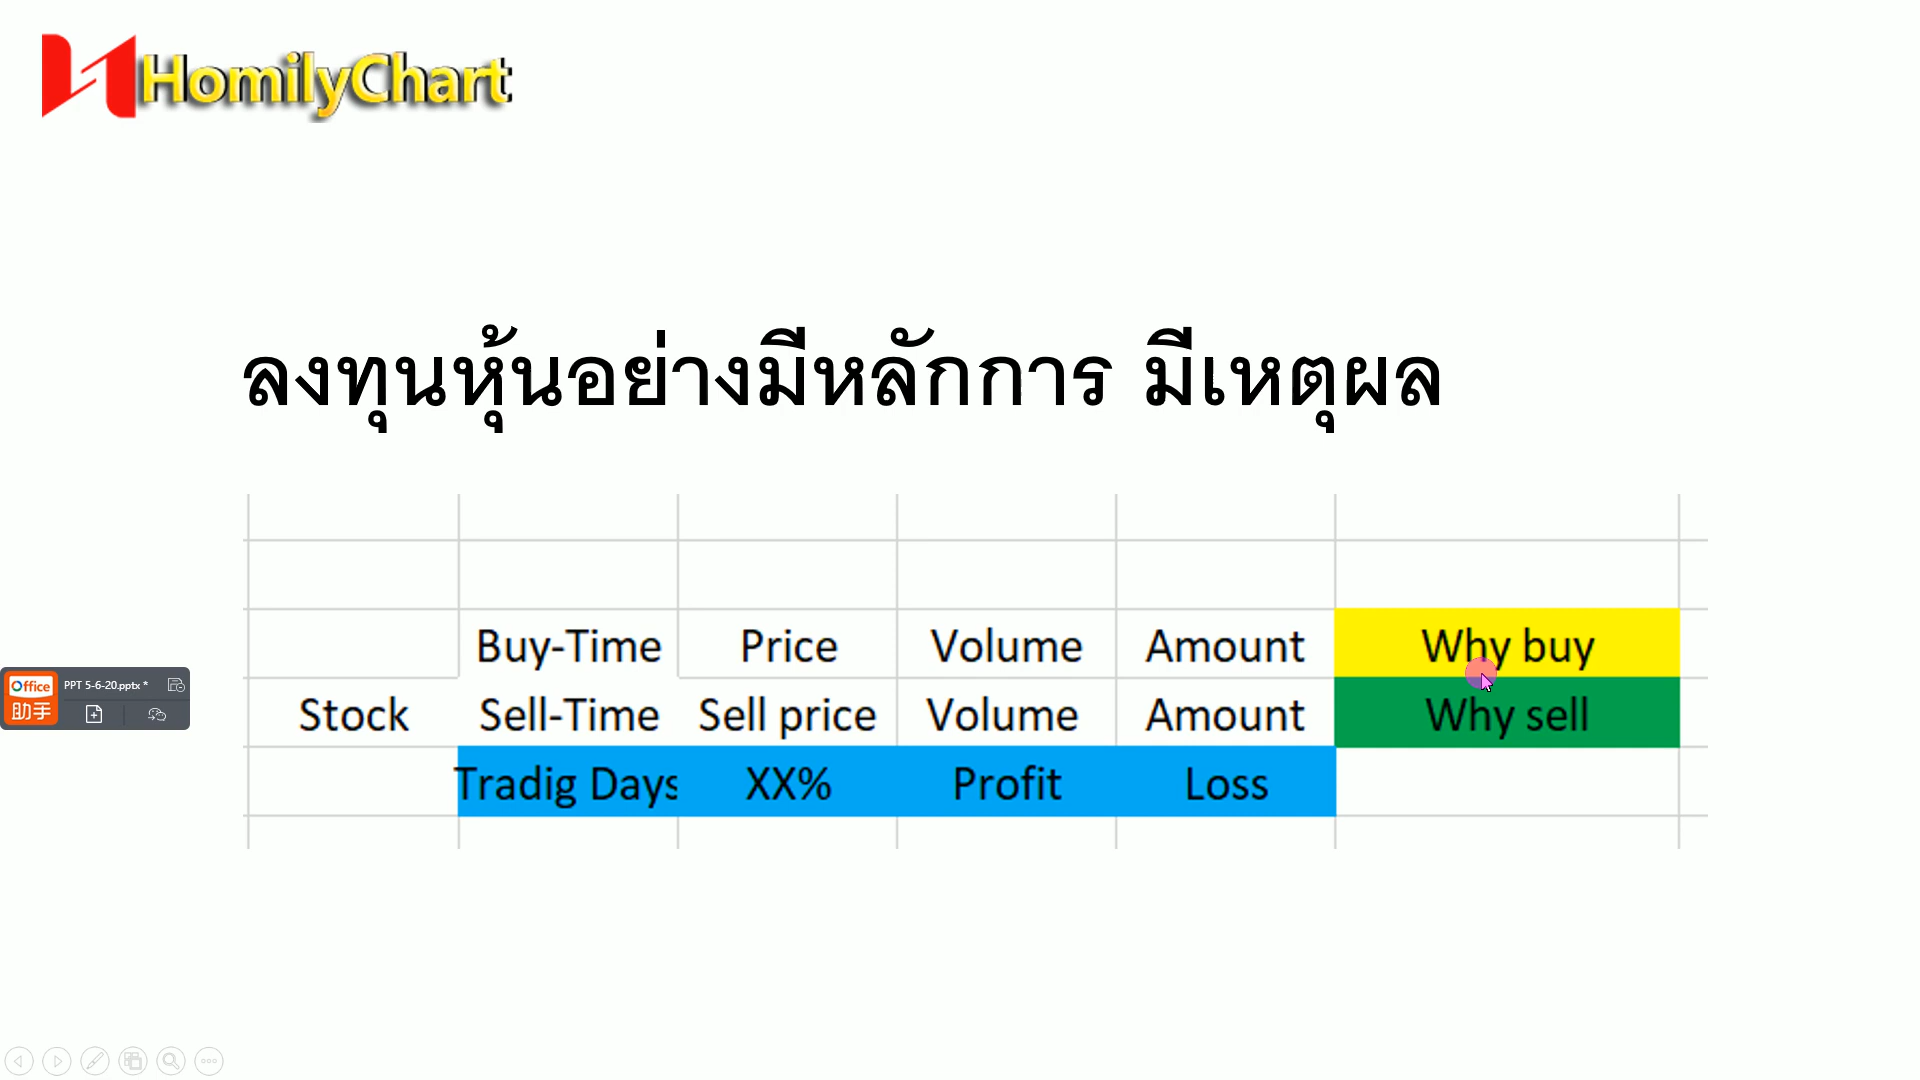 HomilyChart
ลงทุนหุ้นอย่างมีหลักการ มีเหตุผล
Buy-Time Price Volume Amount Why buy
Stock Sell-Time Sell price Volume Amount Why sell
Tradig Days XX% Profit Loss
Office PPT 5-6-20.pptx *
助手